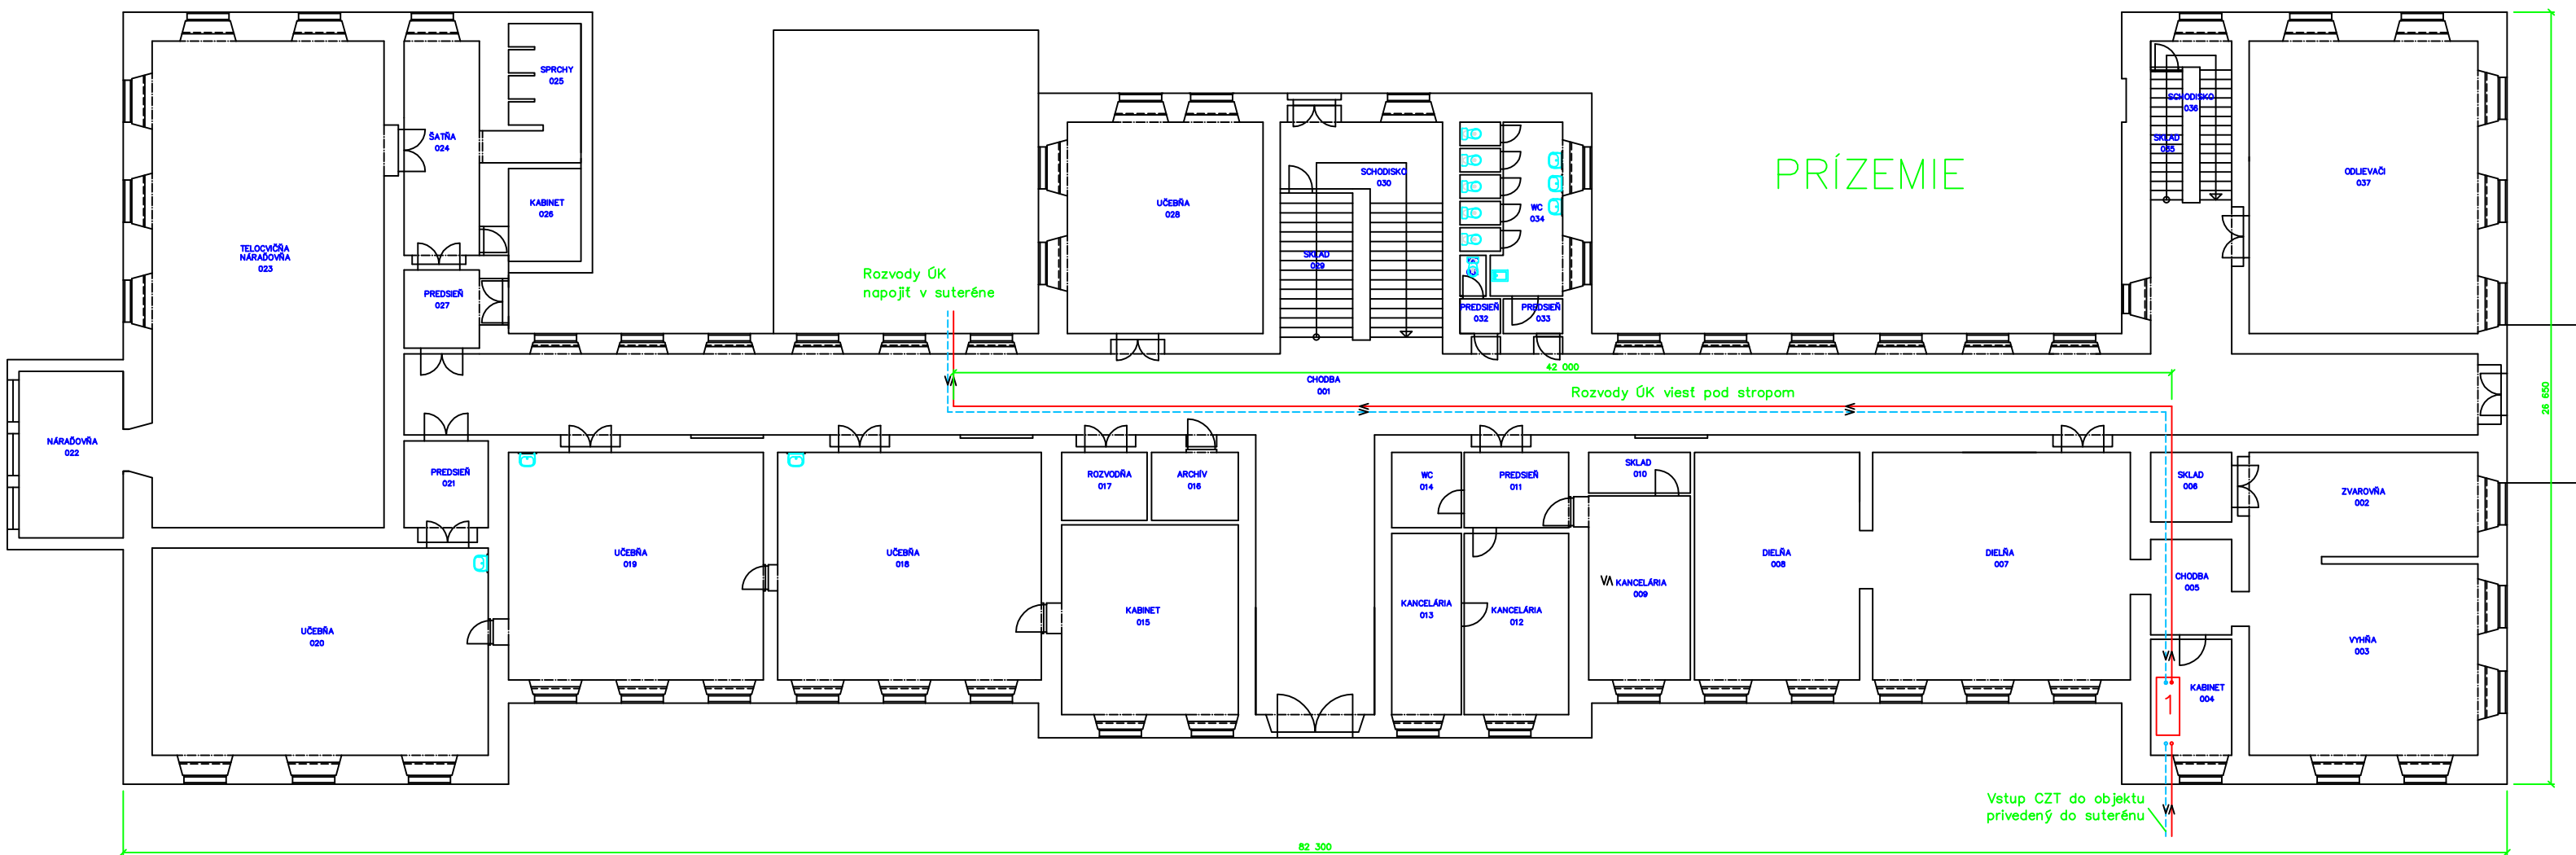 SPRCHY
025
ŠATŇA
024
KABINET
026
TELOCVIČŇA
NÁRAĎOVŇA
023
PREDSIEŇ
027
NÁRAĎOVŇA
022
PREDSIEŇ
021
UČEBŇA
020
UČEBŇA
019
UČEBŇA
018
Rozvody ÚK
napojiť v suteréne
UČEBŇA
028
SCHODISKO
030
SKLAD
029
WC
034
PREDSIEŇ
032
PREDSIEŇ
033
PRÍZEMIE
SCHODISKO
036
SKLAD
035
ODLIEVAČI
037
42 000
CHODBA
001
Rozvody ÚK viesť pod stropom
26 650
ROZVODŇA
017
ARCHÍV
016
KABINET
015
WC
014
PREDSIEŇ
011
SKLAD
010
KANCELÁRIA
013
KANCELÁRIA
012
KANCELÁRIA
009
DIELŇA
008
DIELŇA
007
SKLAD
006
ZVAROVŇA
002
CHODBA
005
VYHŇA
003
KABINET
004
1
Vstup CZT do objektu
privedený do suterénu
82 300